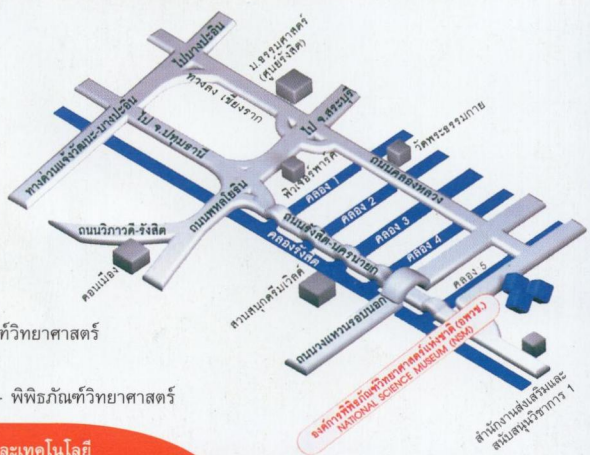 ไปบางปะอิน
ม.ธรรมศาสตร์
(ศูนย์รังสิต)
ทางลง เชียงราก
ไป จ.สระบุรี
วัดพระธรรมกาย
ทางด่วนแจ้งวัฒนะ-บางปะอิน
ไป จ.ปทุมธานี
ฟิวเจอร์พาร์ค
ถนนคลองหลวง
คลอง 1
คลอง 2
คลอง 3
คลอง 4
คลอง 5
ถนนวิภาวดี-รังสิต
ถนนพหลโยธิน
ถนนรังสิต-นครนายก
คลองรังสิต
ดอนเมือง
สวนสนุกดรีมเวิลด์
ถนนวงแหวนรอบนอก
องค์การพิพิธภัณฑ์วิทยาศาสตร์แห่งชาติ (อพวช.)
NATIONAL SCIENCE MUSEUM (NSM)
สำนักงานส่งเสริมและ
สนับสนุนวิชาการ 1
ฑ์วิทยาศาสตร์
- พิพิธภัณฑ์วิทยาศาสตร์
ละเทคโนโลยี